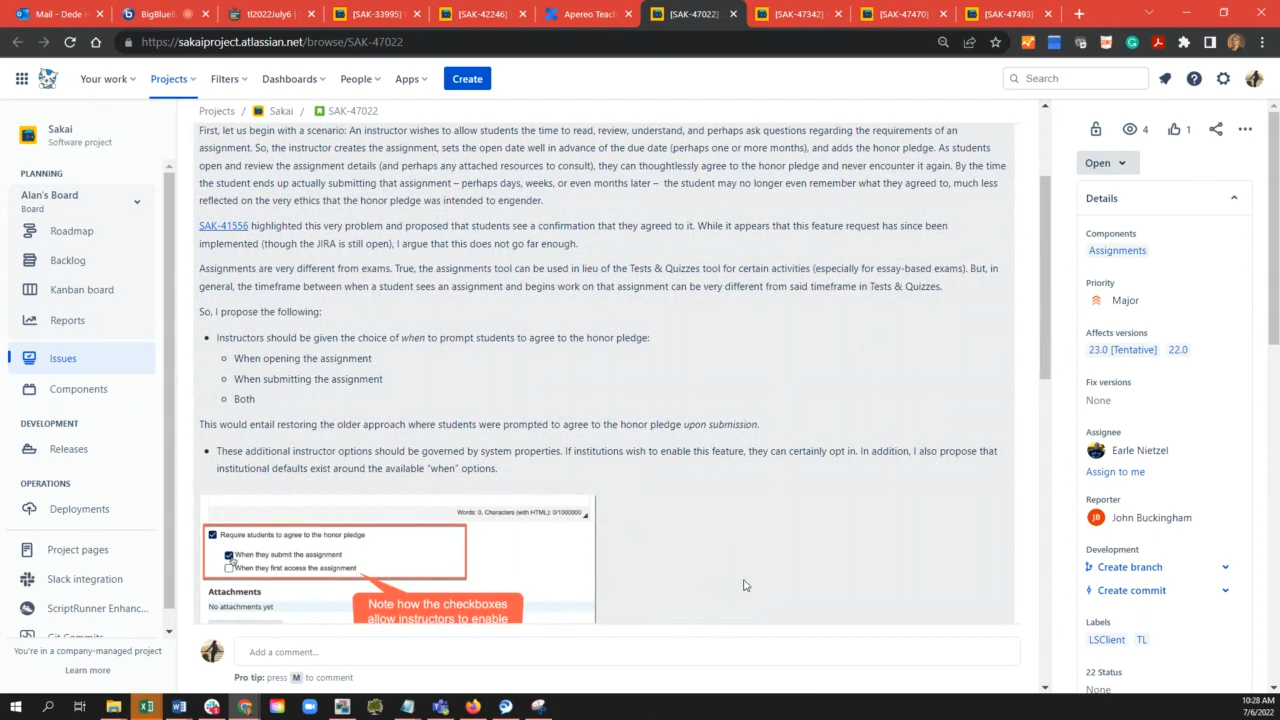 Mail - Dede H
BigBlueB
tl2022July6 |
[SAK-33995]
[SAK-42246]
Apereo Teach
[SAK-47022]
[SAK-47342]
[SAK-47470]
[SAK-47493]
https://sakaiproject.atlassian.net/browse/SAK-47022
Your work
Projects
Filters
Dashboards
People
Apps
Create
Search
Sakai
Software project
PLANNING
Alan's Board
Board
Roadmap
Backlog
Kanban board
Reports
Issues
Components
DEVELOPMENT
Releases
OPERATIONS
Deployments
Project pages
Slack integration
ScriptRunner Enhanc...
Git Commits
You're in a company-managed project
Learn more
Projects / Sakai / SAK-47022
First, let us begin with a scenario: An instructor wishes to allow students the time to read, review, understand, and perhaps ask questions regarding the requirements of an
assignment. So, the instructor creates the assignment, sets the open date well in advance of the due date (perhaps one or more months), and adds the honor pledge. As students
open and review the assignment details (and perhaps any attached resources to consult), they can thoughtlessly agree to the honor pledge and never encounter it again. By the time
the student ends up actually submitting that assignment – perhaps days, weeks, or even months later – the student may no longer even remember what they agreed to, much less
reflected on the very ethics that the honor pledge was intended to engender.
SAK-41556 highlighted this very problem and proposed that students see a confirmation that they agreed to it. While it appears that this feature request has since been
implemented (though the JIRA is still open), I argue that this does not go far enough.
Assignments are very different from exams. True, the assignments tool can be used in lieu of the Tests & Quizzes tool for certain activities (especially for essay-based exams). But, in
general, the timeframe between when a student sees an assignment and begins work on that assignment can be very different from said timeframe in Tests & Quizzes.
So, I propose the following:
• Instructors should be given the choice of when to prompt students to agree to the honor pledge:
When opening the assignment
When submitting the assignment
Both
This would entail restoring the older approach where students were prompted to agree to the honor pledge upon submission.
• These additional instructor options should be governed by system properties. If institutions wish to enable this feature, they can certainly opt in. In addition, I also propose that
institutional defaults exist around the available "when" options.
Words: 0, Characters (with HTML): 0/1000000
Require students to agree to the honor pledge
When they submit the assignment
When they first access the assignment
Attachments
No attachments yet
Note how the checkboxes
allow instructors to enable
Add a comment...
Pro tip: press M to comment
4
1
Open
Details
Components
Assignments
Priority
Major
Affects versions
23.0 [Tentative] 22.0
Fix versions
None
Assignee
Earle Nietzel
Assign to me
Reporter
JB John Buckingham
Development
Create branch
Create commit
Labels
LSClient TL
22 Status
None
10:28 AM
7/6/2022